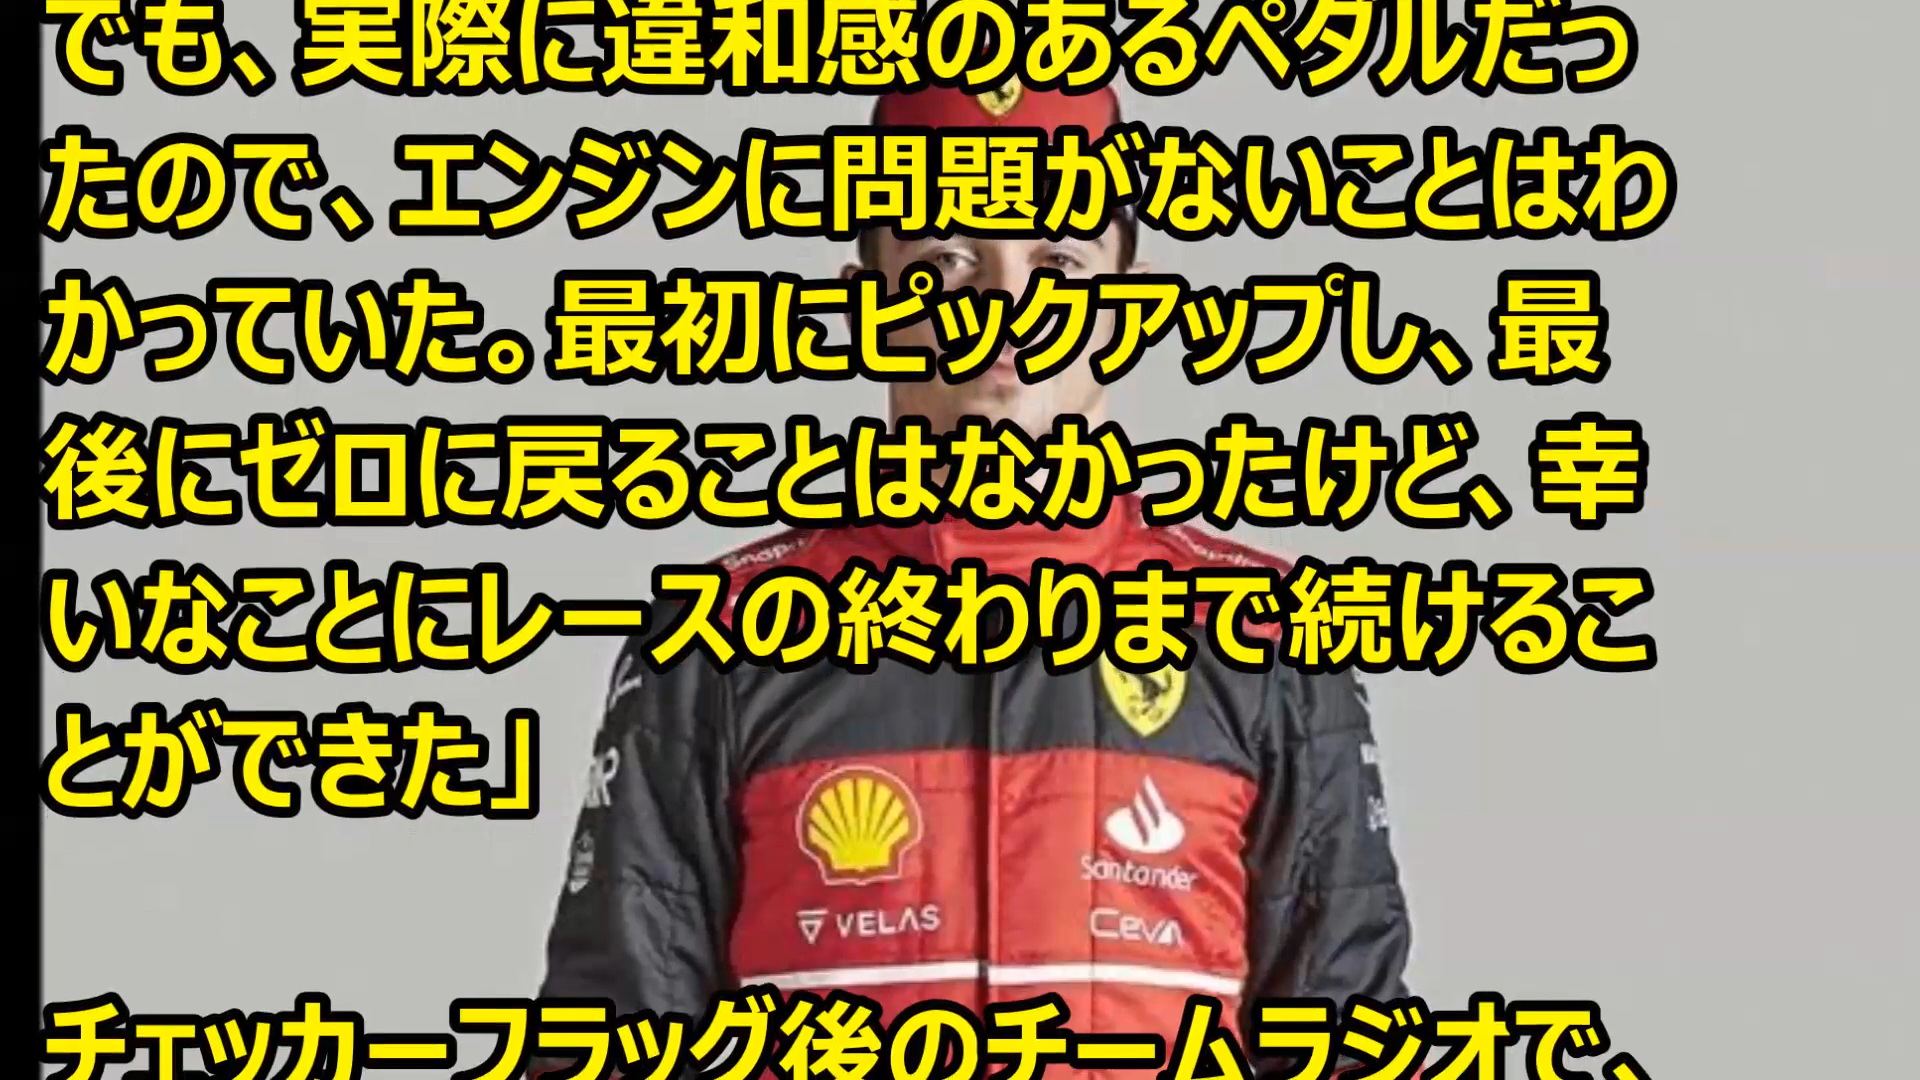 でも、実際に違和感のあるペダルだっ
たので、エンジンに問題がないことはわ
かっていた。最初にピックアップし、最
後にゼロに戻ることはなかったけど、幸
いなことにレースの終わりまで続けるこ
とができた」
Santander
VELAS
Ceva
チェッカーフラッグ後のチームラジオで、